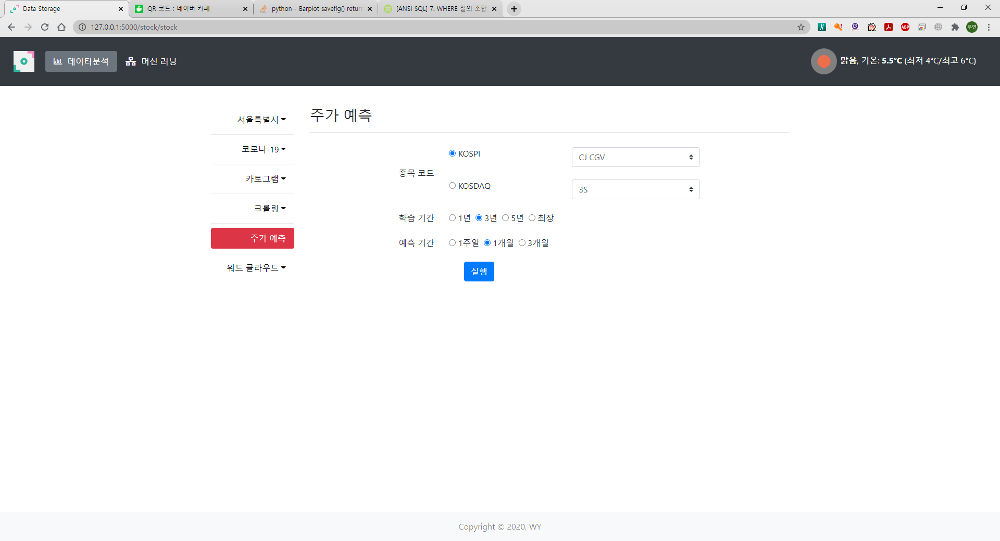 Data Storage
QR 코드 : 네이버 카페
python - Barplot savefig() return
[ANSI SQL] 7. WHERE 절의 조합
127.0.0.1:5000/stock/stock
ABP
우연
데이터분석
머신 러닝
맑음, 기온: 5.5°C (최저 4°C/최고 6°C)
서울특별시
코로나-19
카토그램
크롤링
주가 예측
워드 클라우드
주가 예측
종목 코드
KOSPI
CJ CGV
KOSDAQ
3S
학습 기간 1년 3년 5년 최장
예측 기간 1주일 1개월 3개월
실행
Copyright © 2020, WY